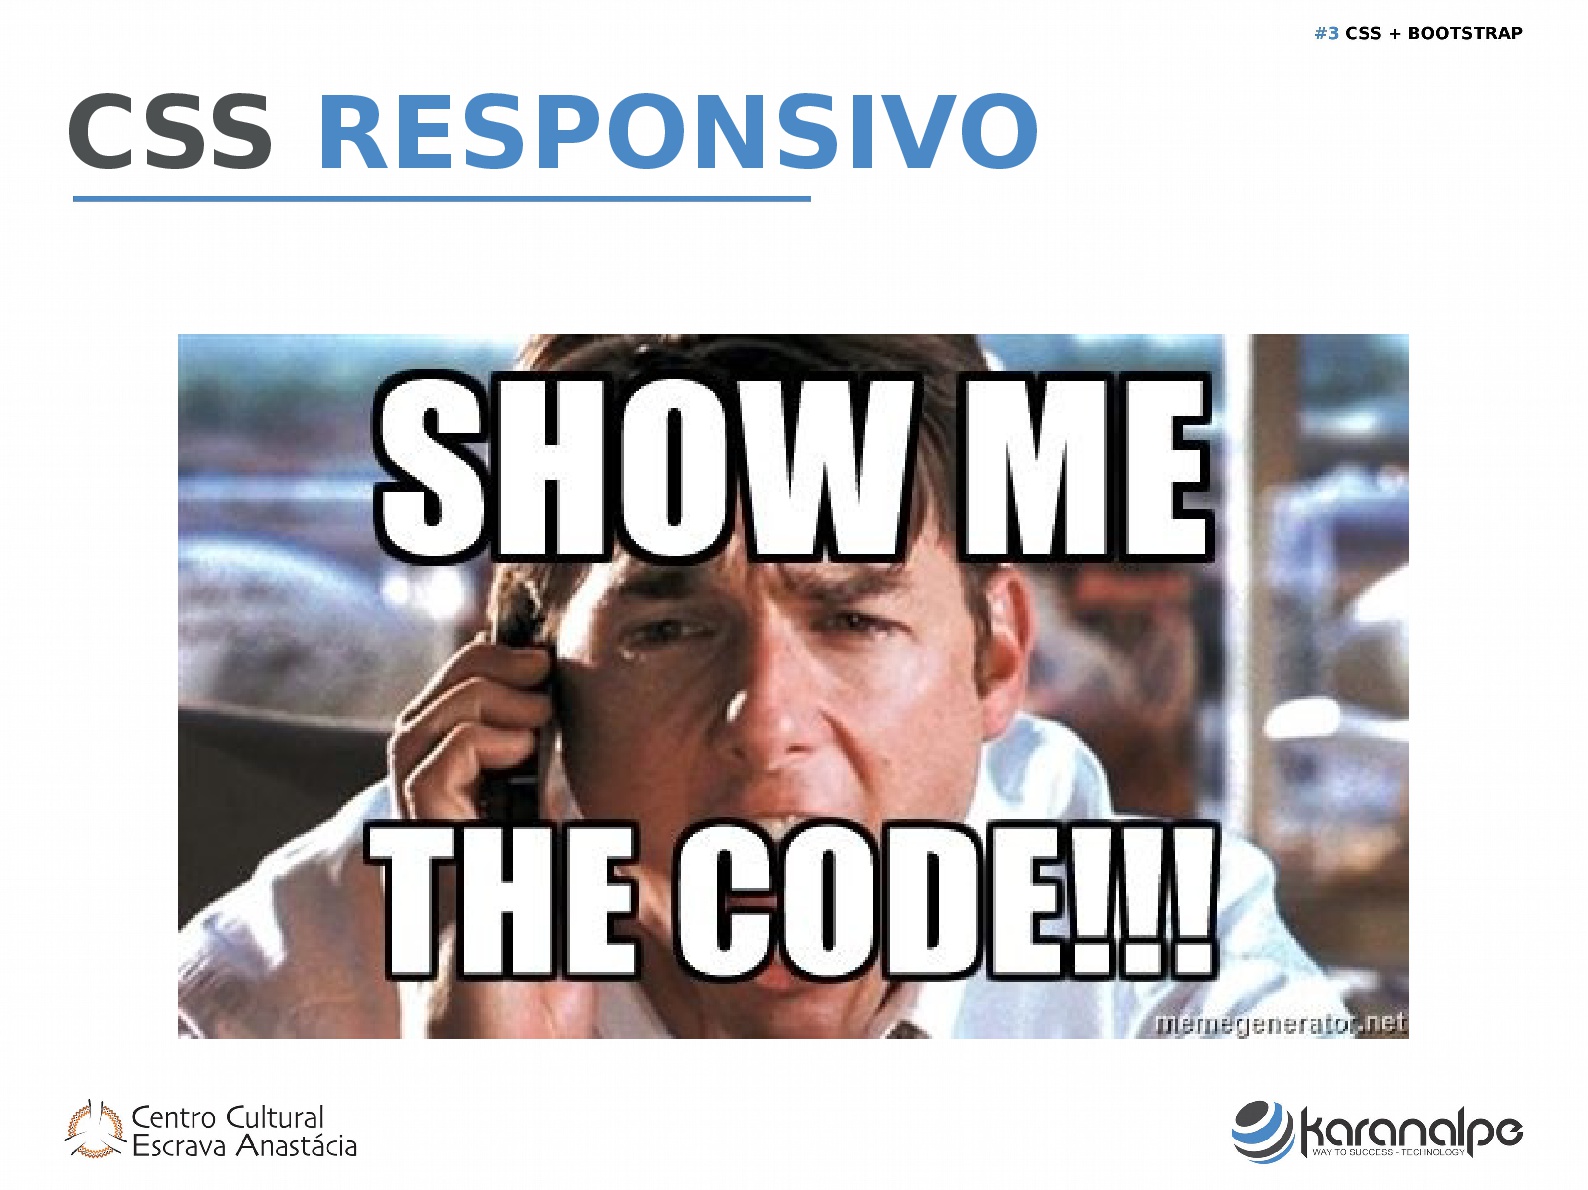 #3 CSS + BOOTSTRAP
CSS RESPONSIVO
SHOW ME
THE CODE!!!
memegenerator.net
Centro Cultural
Escrava Anastácia
karanalpe
WAY TO SUCCESS - TECHNOLOGY